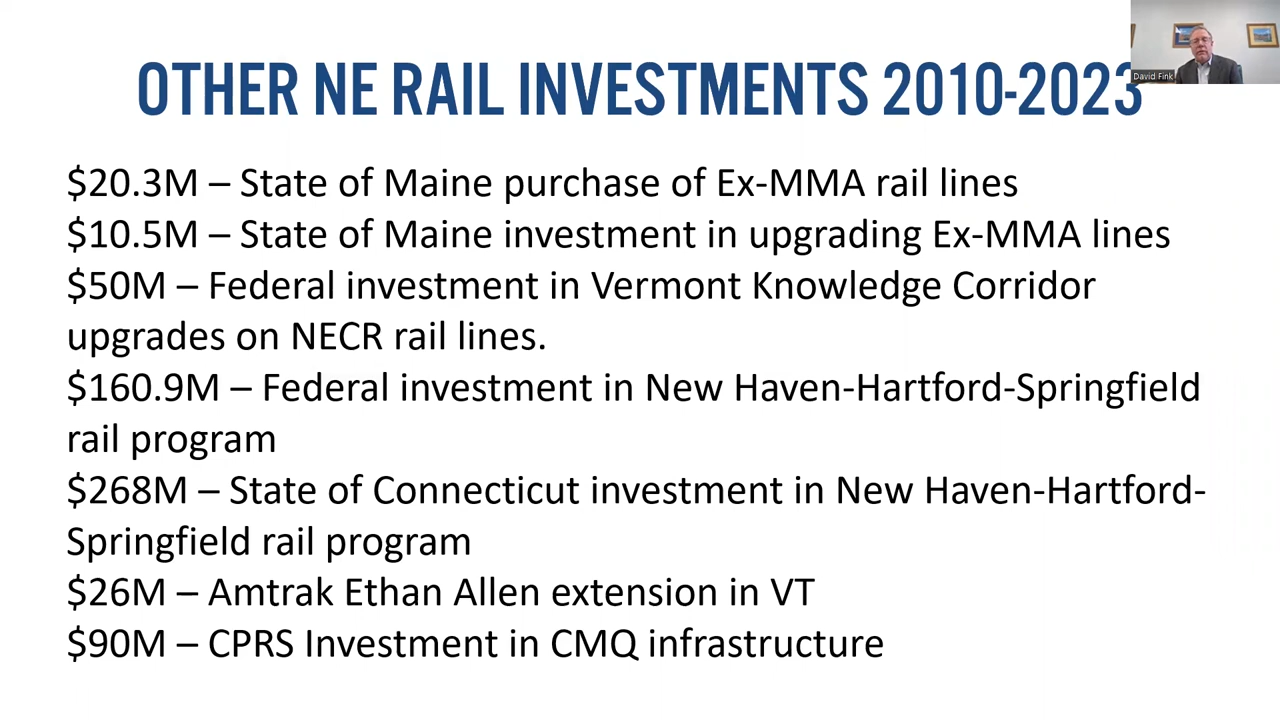 OTHER NE RAIL INVESTMENTS 2010-2023
David Fink
$20.3M – State of Maine purchase of Ex-MMA rail lines
$10.5M – State of Maine investment in upgrading Ex-MMA lines
$50M – Federal investment in Vermont Knowledge Corridor
upgrades on NECR rail lines.
$160.9M – Federal investment in New Haven-Hartford-Springfield
rail program
$268M – State of Connecticut investment in New Haven-Hartford-
Springfield rail program
$26M – Amtrak Ethan Allen extension in VT
$90M – CPRS Investment in CMQ infrastructure